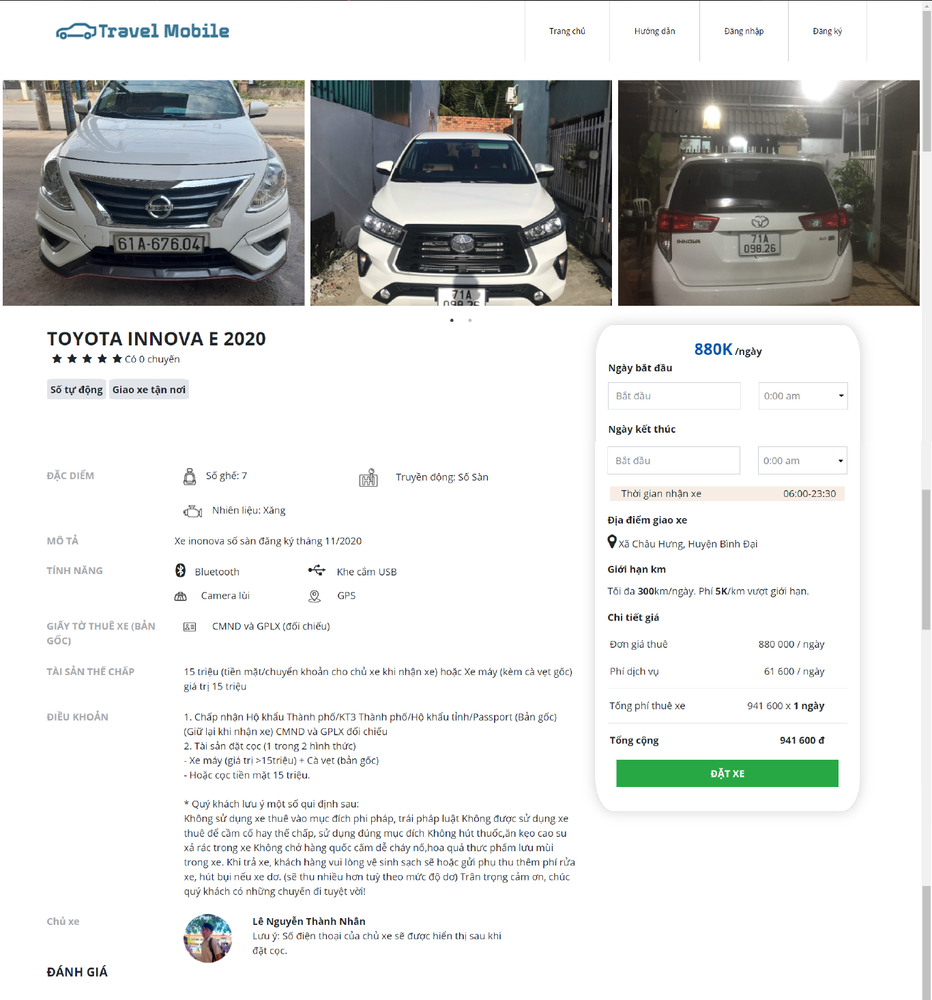 Travel Mobile
Trang chủ
Hướng dẫn
Đăng nhập
Đăng ký
NISSAN
61A-676.04
71A
098.26
INNOVA
2.0
71A
098.26
TOYOTA INNOVA E 2020
Có 0 chuyến
Số tự động
Giao xe tận nơi
ĐẶC DIỂM
Số ghế: 7
Truyền động: Số Sàn
Nhiên liệu: Xăng
MÔ TẢ
Xe inonova số sàn đăng ký tháng 11/2020
TÍNH NĂNG
Bluetooth
Khe cắm USB
Camera lùi
GPS
GIẤY TỜ THUÊ XE (BẢN
GỐC)
CMND và GPLX (đối chiếu)
TÀI SẢN THẾ CHẤP
15 triệu (tiền mặt/chuyển khoản cho chủ xe khi nhận xe) hoặc Xe máy (kèm cà vẹt gốc)
giá trị 15 triệu
ĐIỀU KHOẢN
1. Chấp nhận Hộ khẩu Thành phố/KT3 Thành phố/Hộ khẩu tỉnh/Passport (Bản gốc)
(Giữ lại khi nhận xe) CMND và GPLX đối chiếu
2. Tài sản đặt cọc (1 trong 2 hình thức)
- Xe máy (giá trị >15triệu) + Cà vẹt (bản gốc)
- Hoặc cọc tiền mặt 15 triệu.
* Quý khách lưu ý một số qui định sau:
Không sử dụng xe thuê vào mục đích phi pháp, trái pháp luật Không được sử dụng xe
thuê để cầm cố hay thế chấp, sử dụng đúng mục đích Không hút thuốc,ăn kẹo cao su
xả rác trong xe Không chở hàng quốc cấm dễ cháy nổ,hoa quả thưc phẩm lưu mùi
trong xe. Khi trả xe, khách hàng vui lòng vệ sinh sạch sẽ hoặc gửi phụ thu thêm phí rửa
xe, hút bụi nếu xe dơ. (sẽ thu nhiều hơn tuỳ theo mức độ dơ) Trân trọng cảm ơn, chúc
quý khách có những chuyến đi tuyệt vời!
Chủ xe
Lê Nguyễn Thành Nhân
Lưu ý: Số điện thoại của chủ xe sẽ được hiển thị sau khi
đặt cọc.
ĐÁNH GIÁ
880K /ngày
Ngày bắt đầu
Bắt đầu
0:00 am
Ngày kết thúc
Bắt đầu
0:00 am
Thời gian nhận xe
06:00-23:30
Địa điểm giao xe
Xã Châu Hưng, Huyện Bình Đại
Giới hạn km
Tối đa 300km/ngày. Phí 5K/km vượt giới hạn.
Chi tiết giá
Đơn giá thuê
880 000 / ngày
Phí dịch vụ
61 600 / ngày
Tổng phí thuê xe
941 600 x 1 ngày
Tổng cộng
941 600 đ
ĐẶT XE